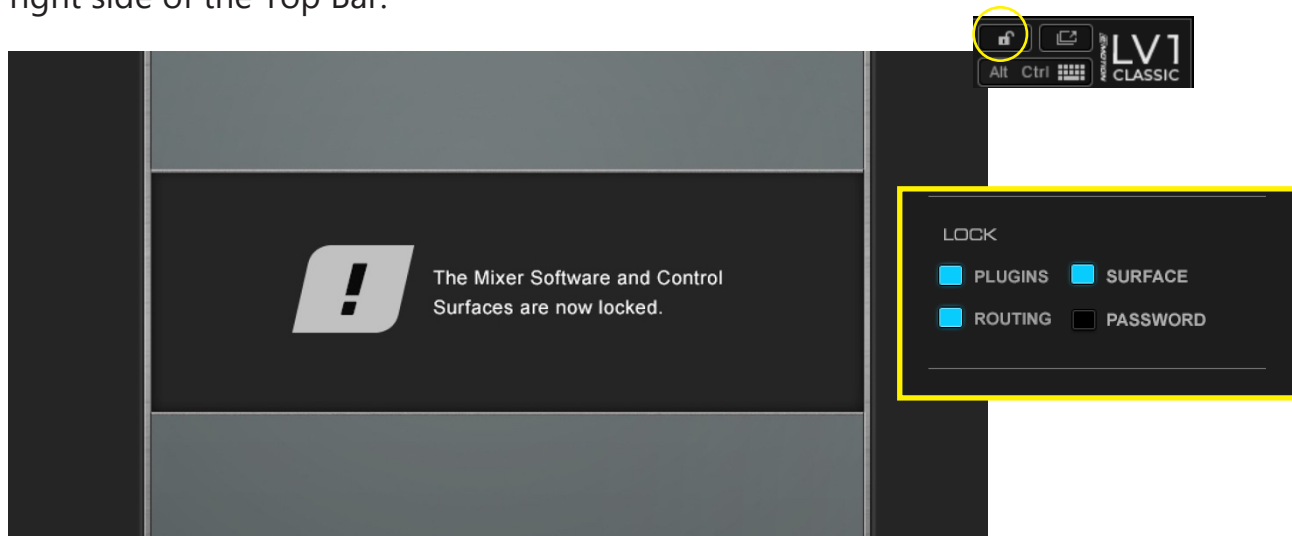 right side of the Top Bar.
Alt Ctrl
EMOTION
LV1
CLASSIC
The Mixer Software and Control
Surfaces are now locked.
LOCK
PLUGINS SURFACE
ROUTING PASSWORD